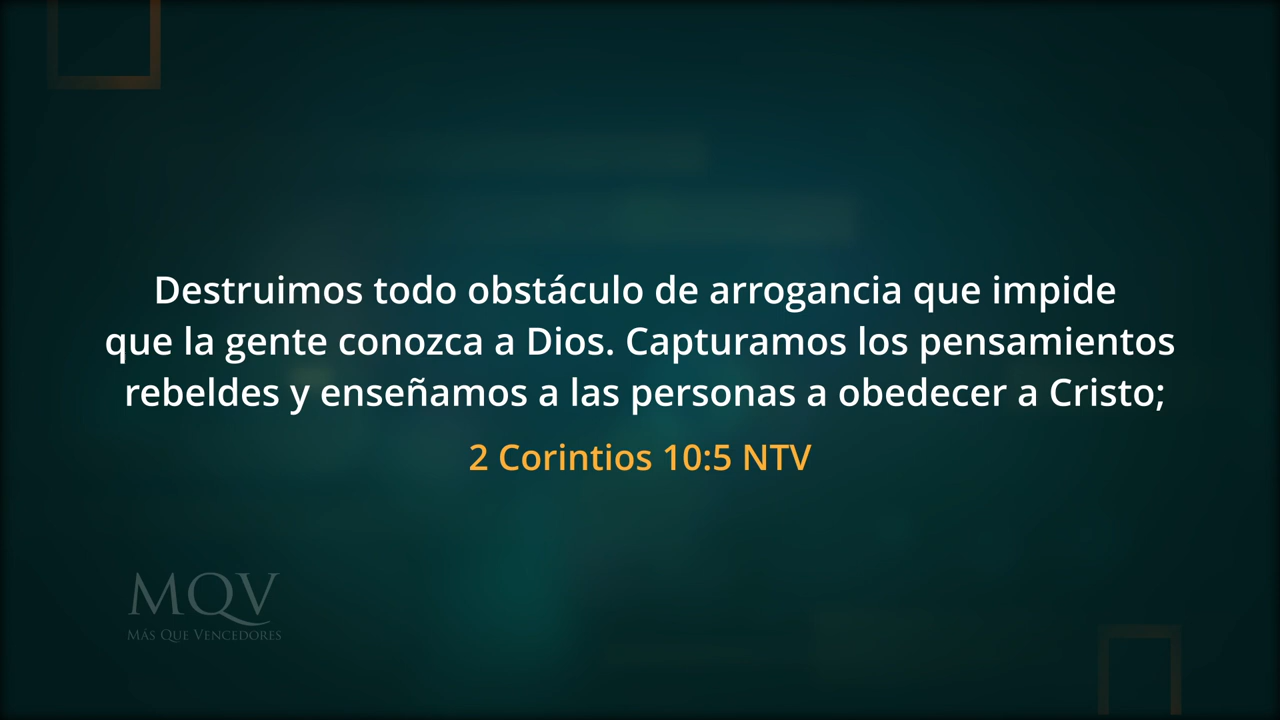 Destruimos todo obstáculo de arrogancia que impide
que la gente conozca a Dios. Capturamos los pensamientos
rebeldes y enseñamos a las personas a obedecer a Cristo;
2 Corintios 10:5 NTV
MQV
Más Que Vencedores